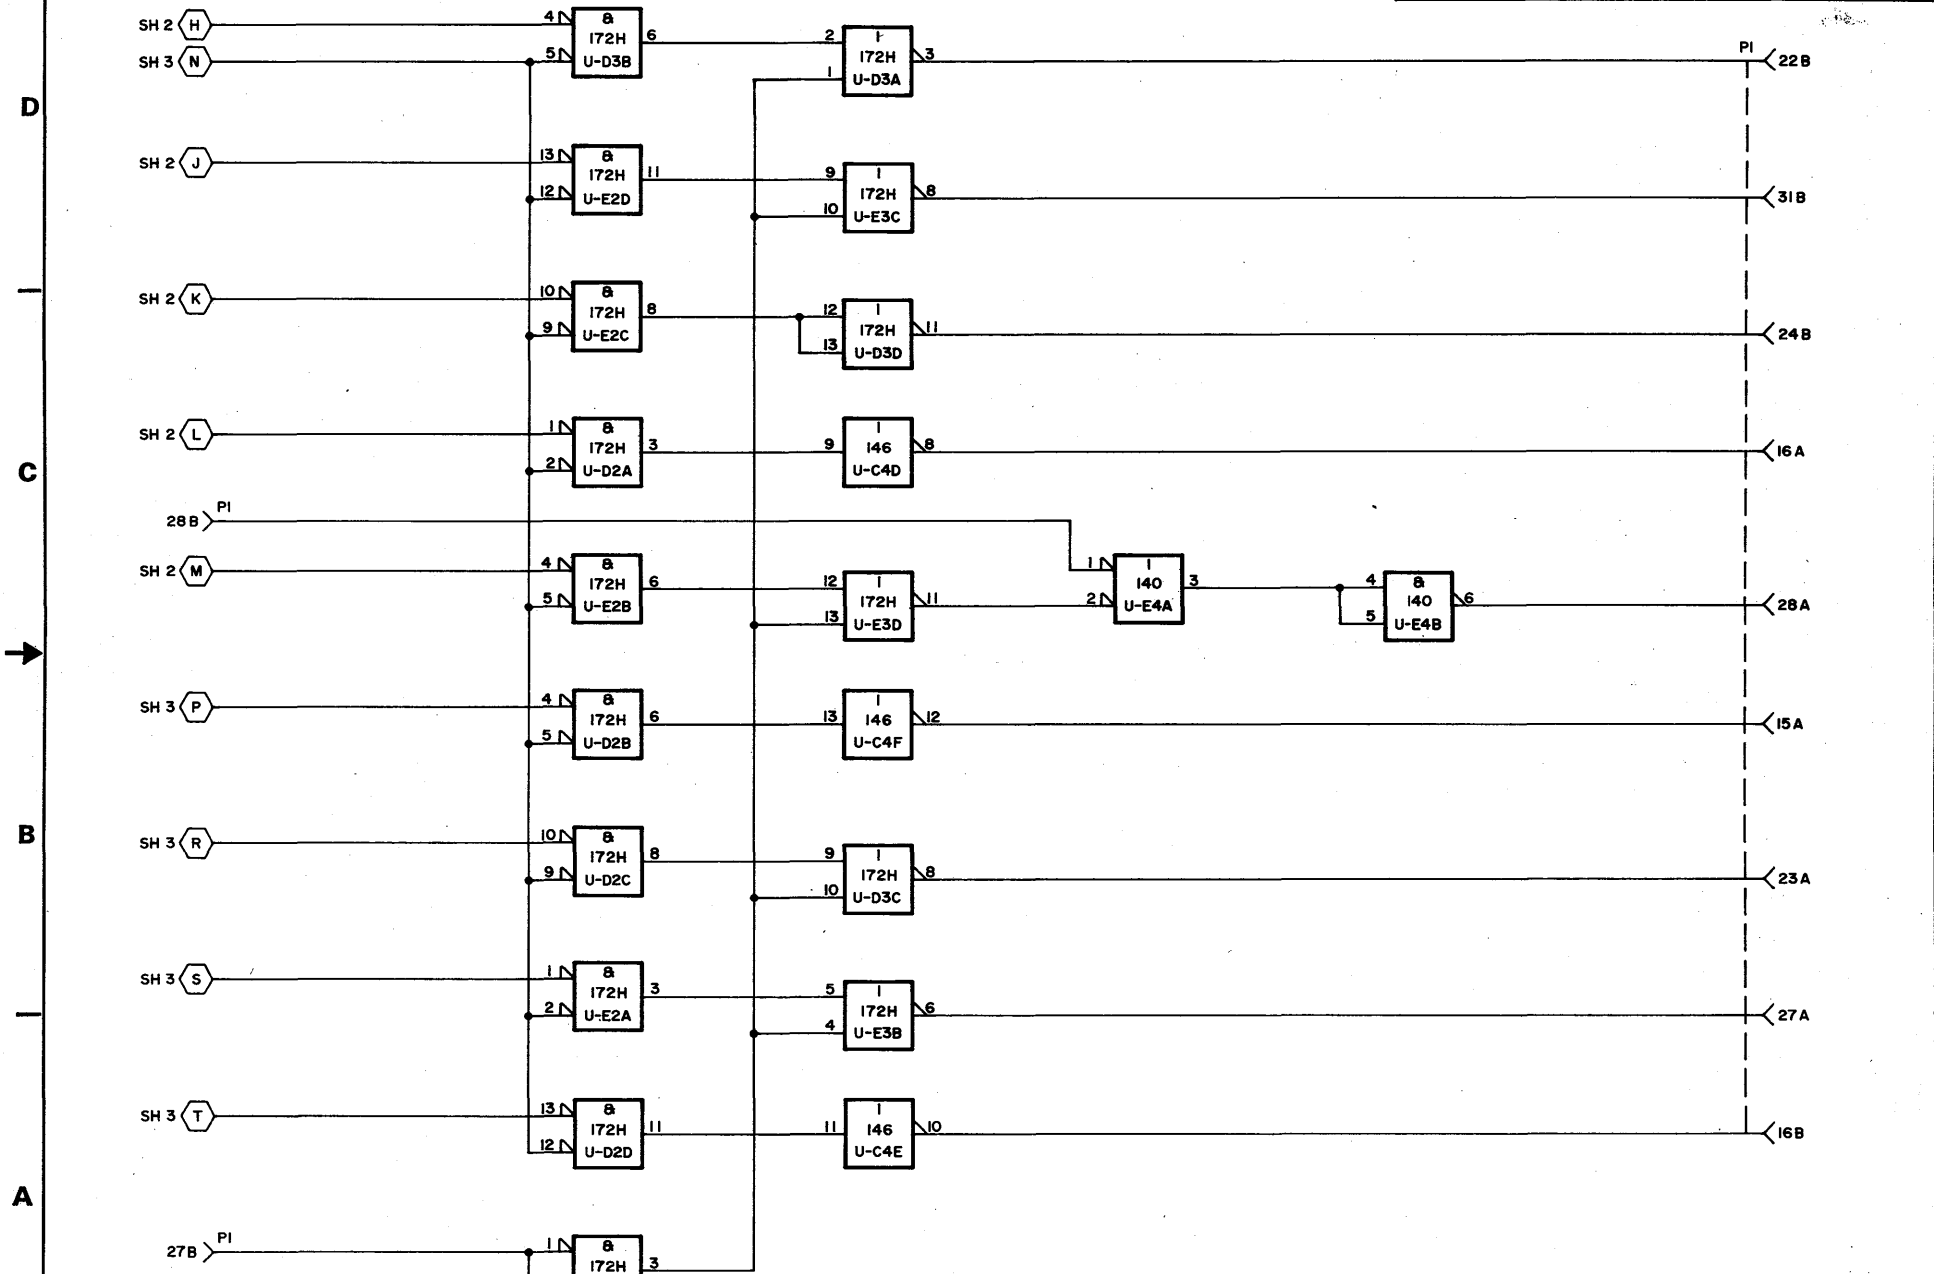 SH 2 H 4 & 172H U-D3B 6 2 1 172H U-D3A 3 P1 22B
SH 3 N 5 1
D
SH 2 J 13 & 172H U-E2D 11 9 1 172H U-E3C 8 31B
12 10
SH 2 K 10 & 172H U-E2C 8 12 1 172H U-D3D 11 24B
9 13
SH 2 L 1 & 172H U-D2A 3 9 1 146 U-C4D 8 16A
C
2
28B P1
SH 2 M 4 & 172H U-E2B 6 12 1 172H U-E3D 11 1 1 140 U-E4A 3 4 & 140 U-E4B 6 28A
5 13 2 5
SH 3 P 4 & 172H U-D2B 6 13 1 146 U-C4F 12 15A
5
B
SH 3 R 10 & 172H U-D2C 8 9 1 172H U-D3C 8 23A
9 10
SH 3 S 1 & 172H U-E2A 3 5 1 172H U-E3B 6 27A
2 4
SH 3 T 13 & 172H U-D2D 11 11 1 146 U-C4E 10 16B
12
A
27B P1 1 & 172H 3